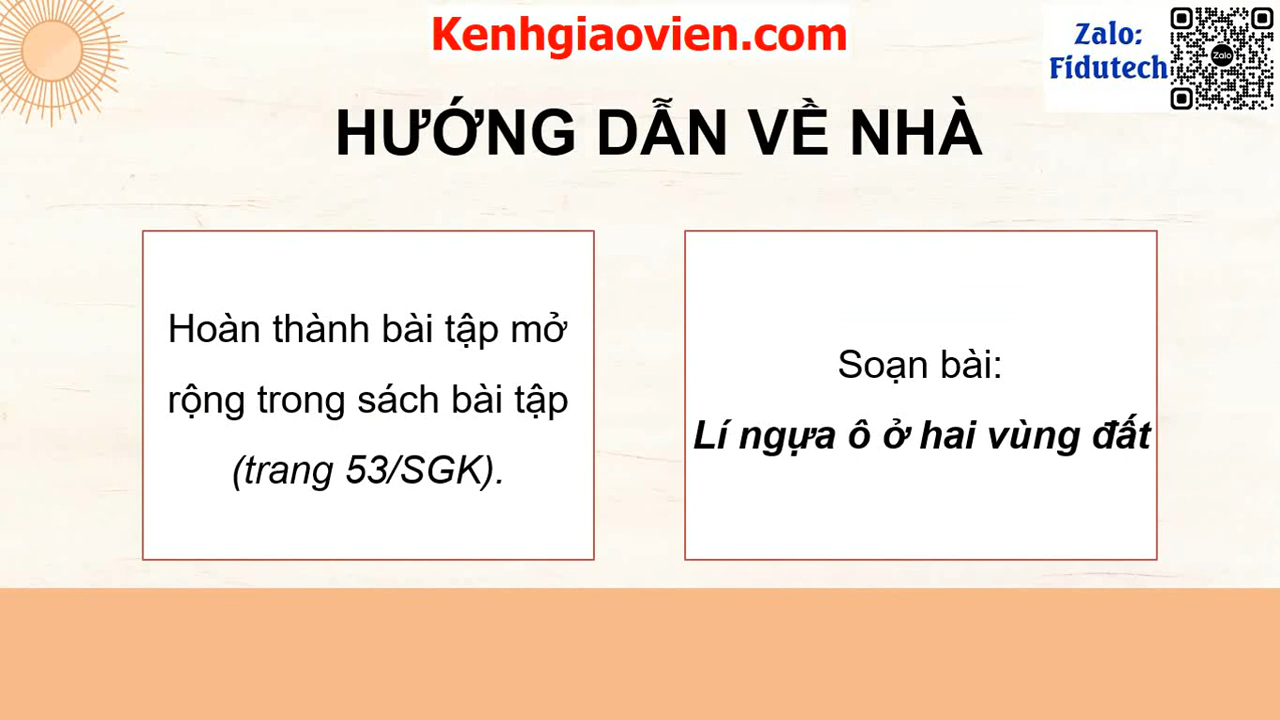 Kenhgiaovien.com
Zalo:
Fidutech
Zalo
HƯỚNG DẪN VỀ NHÀ
Hoàn thành bài tập mở
rộng trong sách bài tập
(trang 53/SGK).
Soạn bài:
Lí ngựa ô ở hai vùng đất